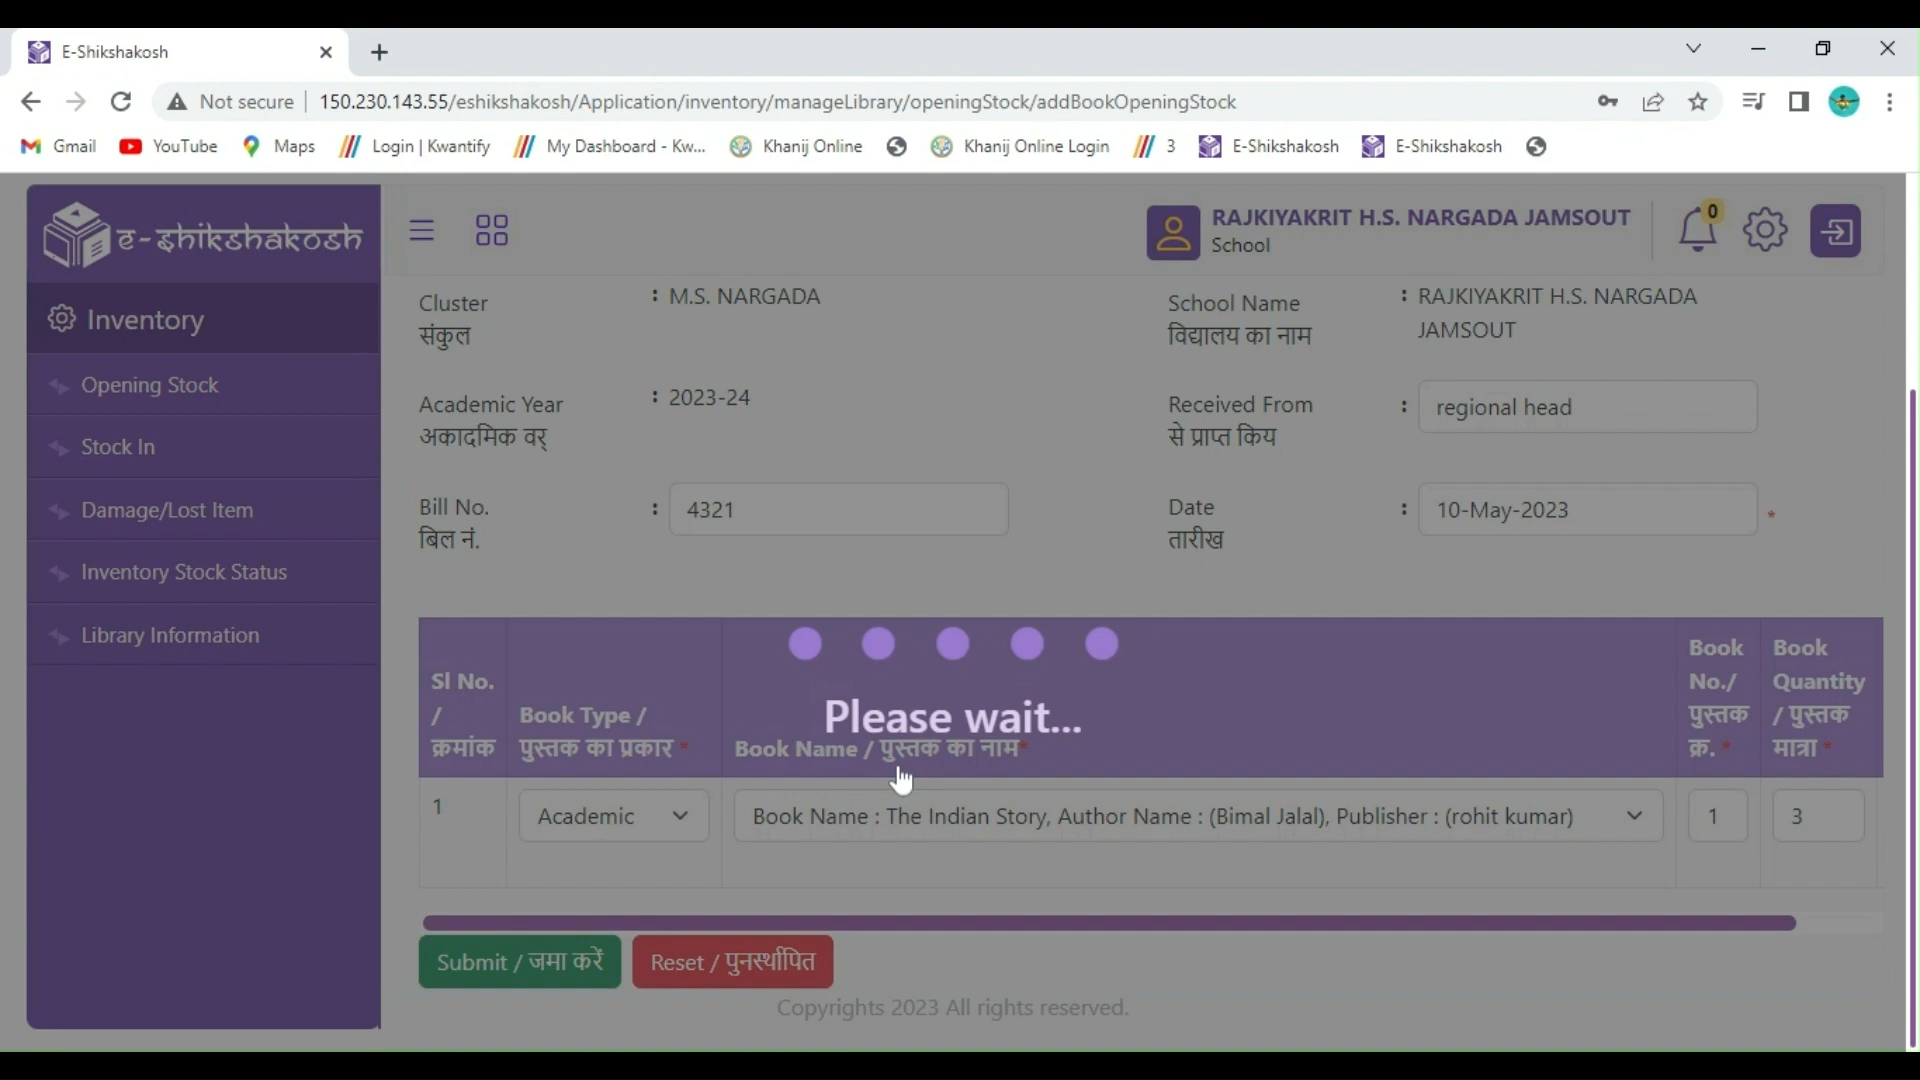 E-Shikshakosh
Not secure 150.230.143.55/eshikshakosh/Application/inventory/manageLibrary/openingStock/addBookOpeningStock
Gmail YouTube Maps Login | Kwantify My Dashboard - Kw... Khanij Online Khanij Online Login 3 E-Shikshakosh E-Shikshakosh
e-shikshakosh
RAJKIYAKRIT H.S. NARGADA JAMSOUT
School
0
Inventory
Opening Stock
Stock In
Damage/Lost Item
Inventory Stock Status
Library Information
Cluster : M.S. NARGADA
संकुल
School Name : RAJKIYAKRIT H.S. NARGADA
विद्यालय का नाम JAMSOUT
Academic Year : 2023-24
अकादमिक वर्
Received From : regional head
से प्राप्त किय
Bill No. : 4321
बिल नं.
Date : 10-May-2023 *
तारीख
Please wait...
Sl No.
/
क्रमांक
Book Type /
पुस्तक का प्रकार *
Book Name / पुस्तक का नाम*
Book
No./
पुस्तक
क्र. *
Book
Quantity
/ पुस्तक
मात्रा *
1 Academic Book Name : The Indian Story, Author Name : (Bimal Jalal), Publisher : (rohit kumar) 1 3
Submit / जमा करें Reset / पुनर्स्थापित
Copyrights 2023 All rights reserved.